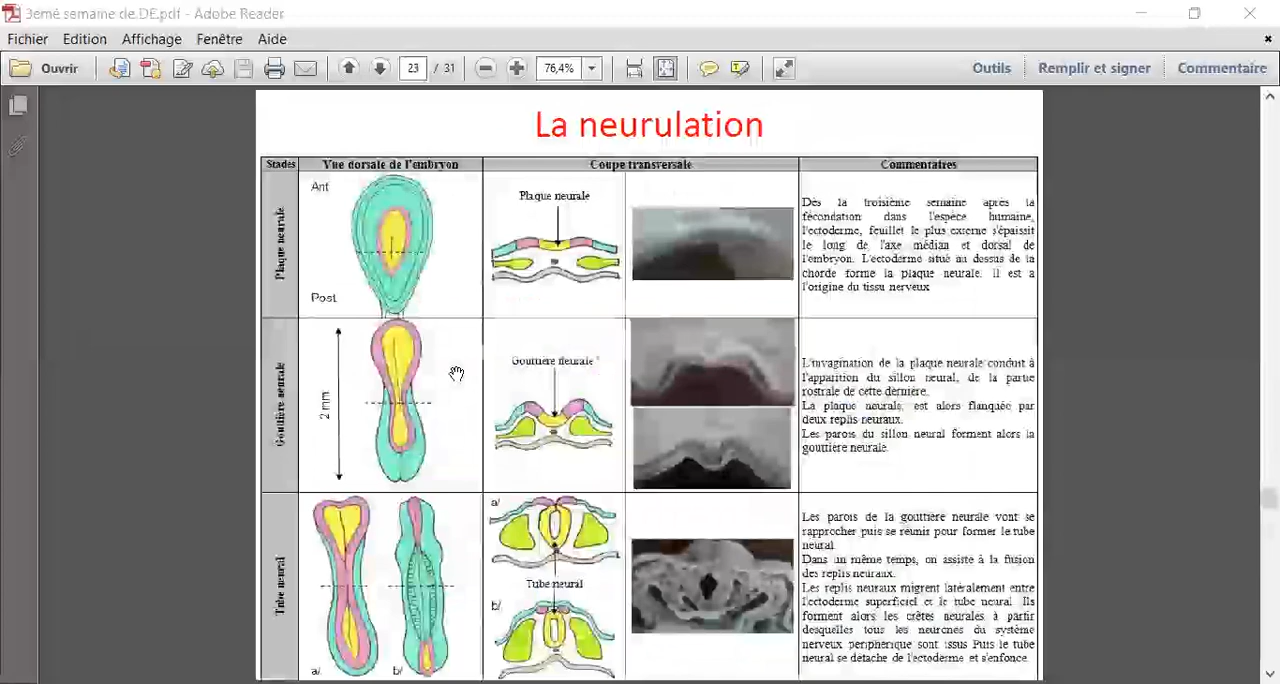 3emé semame de DE.pdf - Adobe Reader
Fichier Edition Affichage Fenêtre Aide
Ouvrir 23 / 31 76,4% Outils Remplir et signer Commentaire
La neurulation
Stades Vue dorsale de l'embryon Coupe transversale Commentaires
Plaque neurale
Ant
Post
Plaque neurale
Dès la troisième semaine après la
fécondation dans l'espèce humaine,
l'ectoderme, feuillet le plus externe s'épaissit
le long de l'axe médian et dorsal de
l'embryon. L'ectoderme situé au dessus de la
chorde forme la plaque neurale. Il est a
l'origine du tissu nerveux
Gouttière neurale
2 mm
Gouttière neurale
L'invagination de la plaque neurale conduit à
l'apparition du sillon neural, de la partie
rostrale de cette dernière.
La plaque neurale, est alors flanquée par
deux replis neuraux.
Les parois du sillon neural forment alors la
gouttière neurale.
Tube neural
a/
b/
a/
Tube neural
b/
Les parois de la gouttière neurale vont se
rapprocher puis se réunir pour former le tube
neural
Dans un même temps, on assiste à la fusion
des replis neuraux.
Les replis neuraux migrent latéralement entre
l'ectoderme superficiel et le tube neural. Ils
forment alors les crêtes neurales à partir
desquelles tous les neurones du système
nerveux périphérique sont issus Puis le tube
neural se détache de l'ectoderme et s'enfonce.